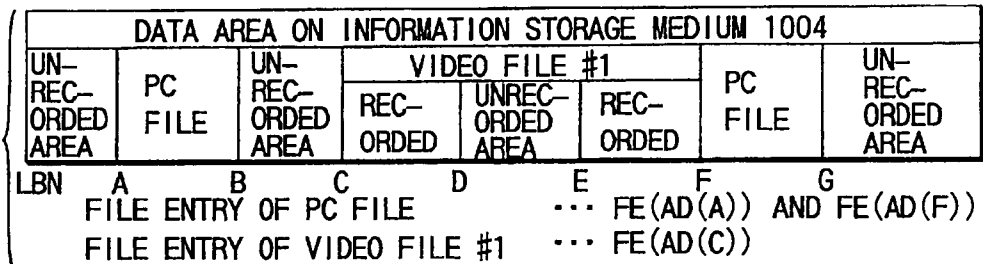 DATA AREA ON INFORMATION STORAGE MEDIUM 1004
UN-
REC-
ORDED
AREA
PC
FILE
UN-
REC-
ORDED
AREA
VIDEO FILE #1
REC-
ORDED
UNREC-
ORDED
AREA
REC-
ORDED
PC
FILE
UN-
REC-
ORDED
AREA
LBN A B C D E F G
FILE ENTRY OF PC FILE ··· FE(AD(A)) AND FE(AD(F))
FILE ENTRY OF VIDEO FILE #1 ··· FE(AD(C))